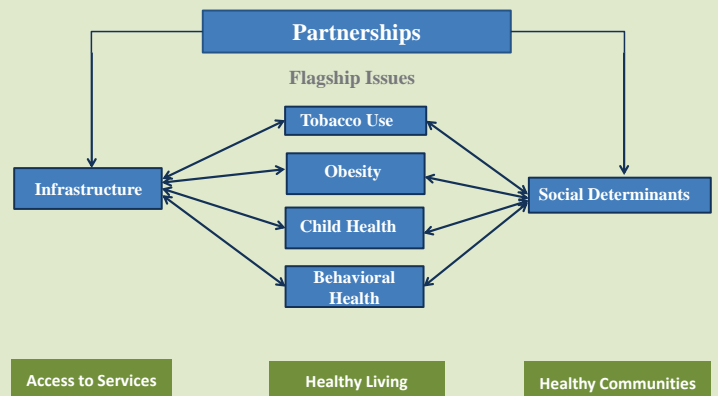 Partnerships
Flagship Issues
Tobacco Use
Obesity
Infrastructure
Social Determinants
Child Health
Behavioral
Health
Access to Services
Healthy Living
Healthy Communities